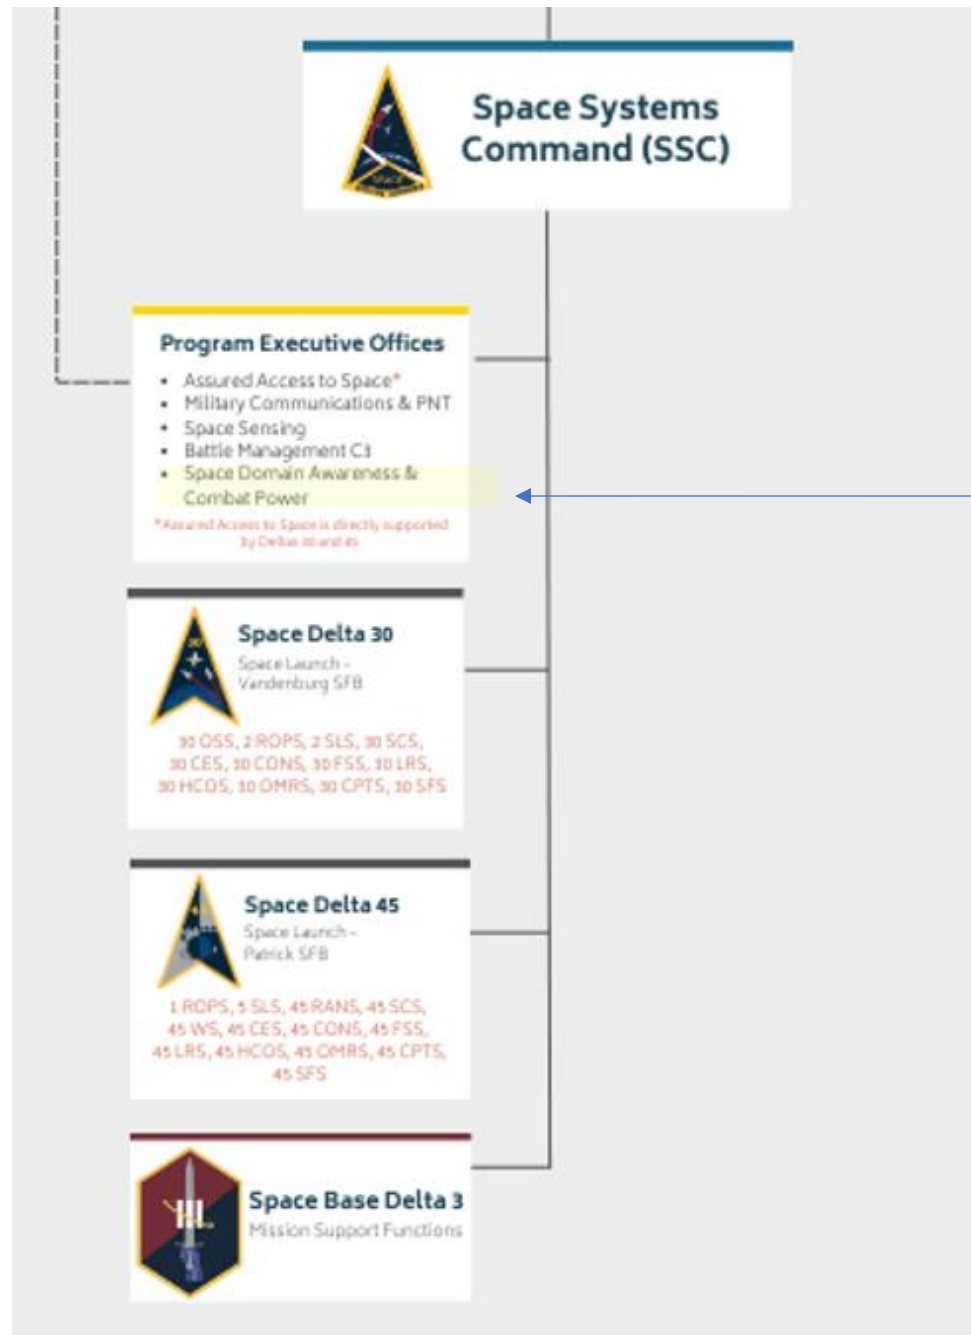 Space Systems
Command (SSC)
Program Executive Offices
• Assured Access to Space*
• Military Communications & PNT
• Space Sensing
• Battle Management C3
• Space Domain Awareness &
Combat Power
*Assured Access to Space is directly supported
by Deltas 30 and 45
Space Delta 30
Space Launch -
Vandenburg SFB
30 OSS, 2 ROPS, 2 SLS, 30 SCS,
30 CES, 30 CONS, 30 FSS, 30 LRS,
30 HCOS, 30 OMRS, 30 CPTS, 30 SFS
Space Delta 45
Space Launch -
Patrick SFB
1 ROPS, 5 SLS, 45 RANS, 45 SCS,
45 WS, 45 CES, 45 CONS, 45 FSS,
45 LRS, 45 HCOS, 45 OMRS, 45 CPTS,
45 SFS
Space Base Delta 3
Mission Support Functions